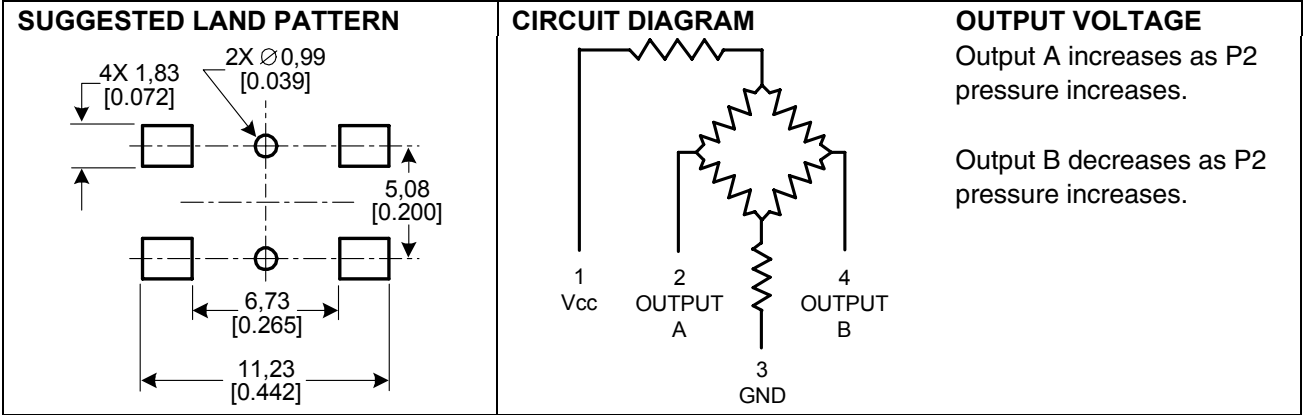 SUGGESTED LAND PATTERN
4X 1,83
[0.072]
2X ∅0,99
[0.039]
5,08
[0.200]
6,73
[0.265]
11,23
[0.442]
CIRCUIT DIAGRAM
1
Vcc
2
OUTPUT
A
4
OUTPUT
B
3
GND
OUTPUT VOLTAGE
Output A increases as P2
pressure increases.
Output B decreases as P2
pressure increases.